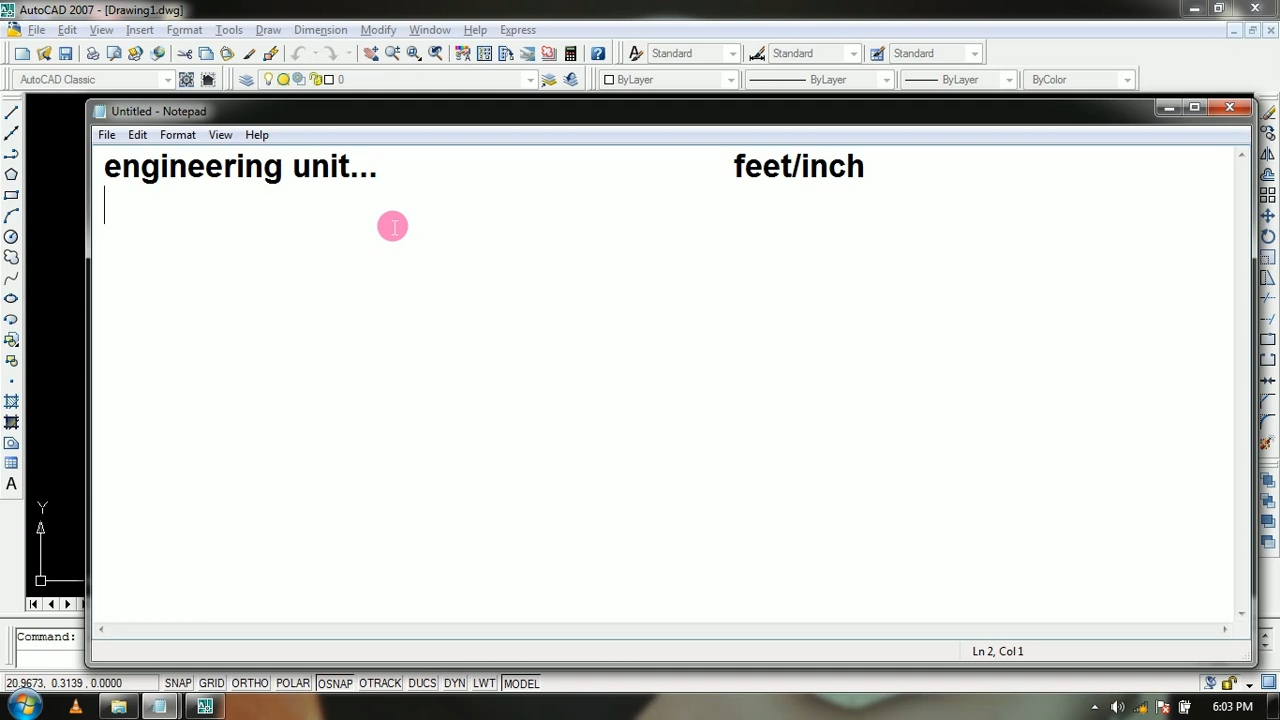 AutoCAD 2007 - [Drawing1.dwg]
File Edit View Insert Format Tools Draw Dimension Modify Window Help Express
Standard Standard Standard
AutoCAD Classic 0 ByLayer ByLayer ByLayer ByColor
Untitled - Notepad
File Edit Format View Help
engineering unit... feet/inch
Y
A
Command:
Ln 2, Col 1
20.9673, 0.3139 , 0.0000 SNAP GRID ORTHO POLAR OSNAP OTRACK DUCS DYN LWT MODEL
6:03 PM